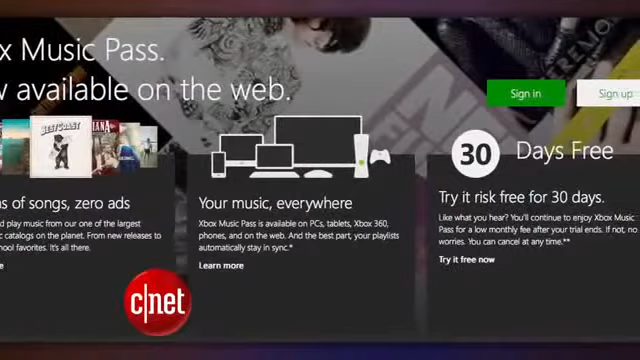 ox Music Pass.
w available on the web.
Sign in
Sign up
BEST COAST
30 Days Free
ns of songs, zero ads
Your music, everywhere
Try it risk free for 30 days.
d play music from our one of the largest
c catalogs on the planet. From new releases to
hool favorites. It's all there.
Xbox Music Pass is available on PCs, tablets, Xbox 360,
phones, and on the web. And the best part, your playlists
automatically stay in sync.*
Like what you hear? You'll continue to enjoy Xbox Music
Pass for a low monthly fee after your trial ends. If not, no
worries. You can cancel at any time.**
Learn more
Try it free now
c|net